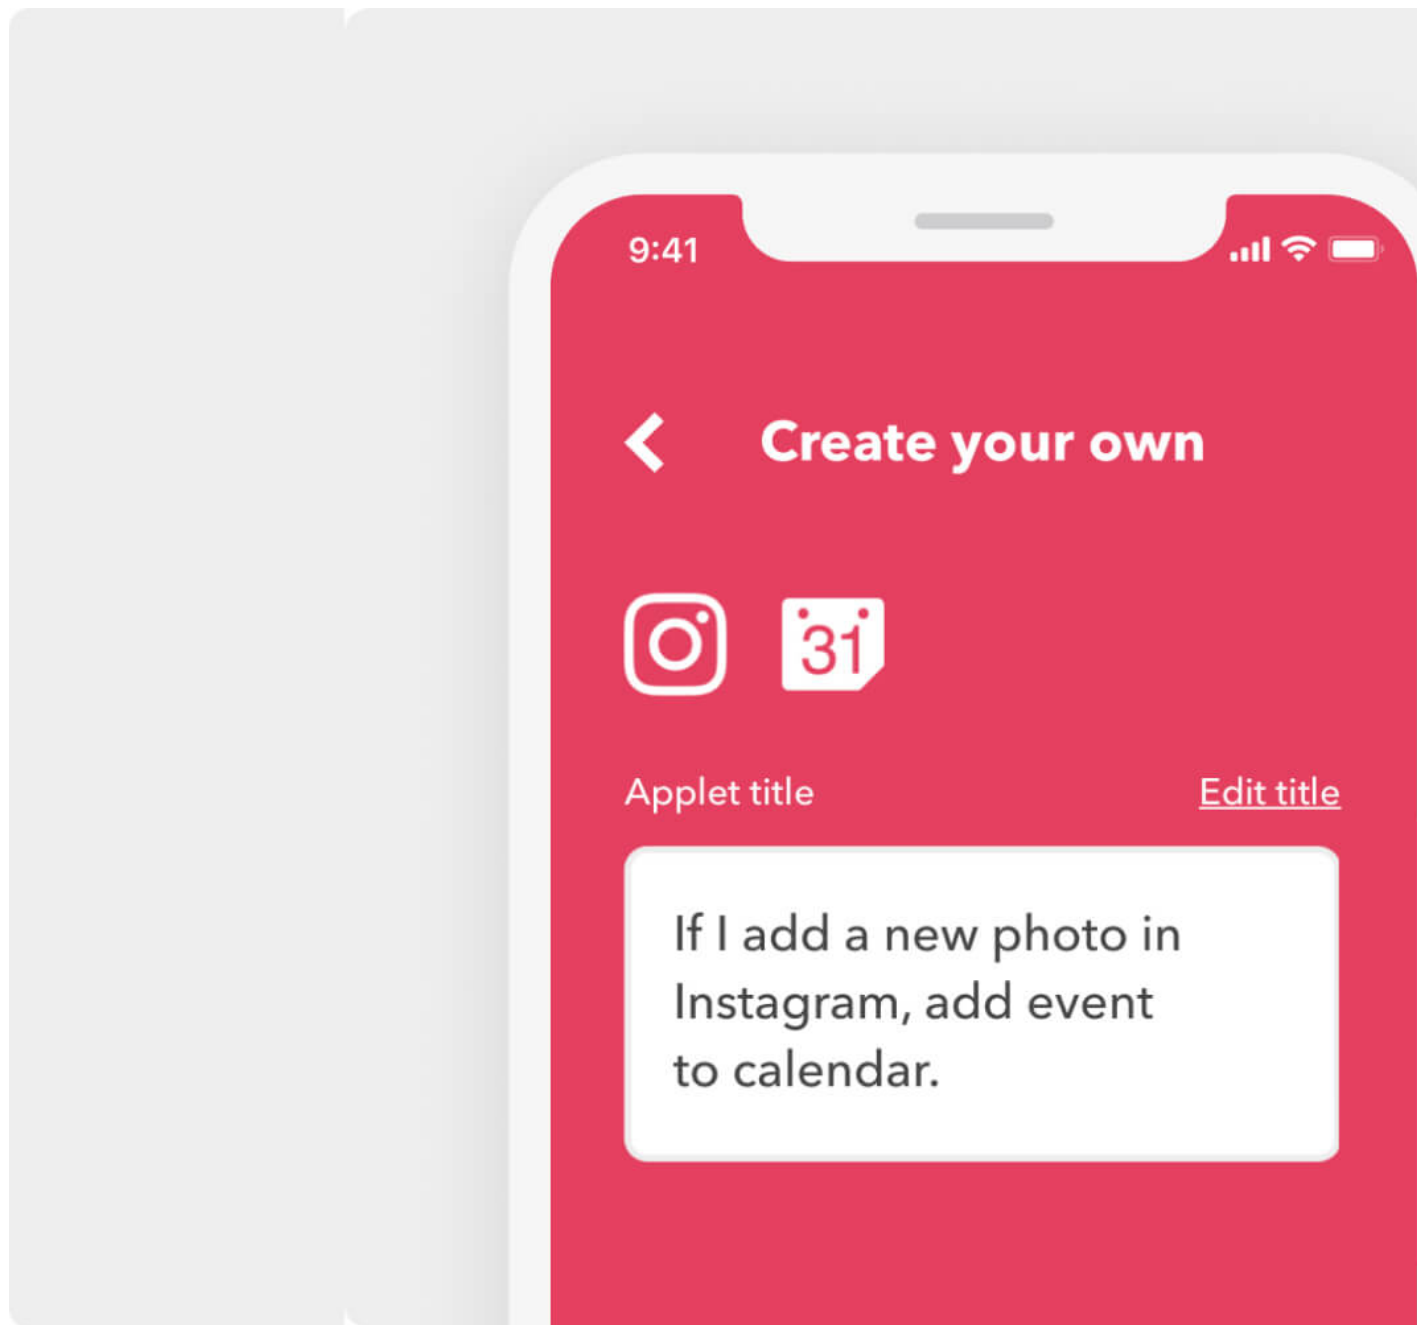 9:41
Create your own
31
Applet title
Edit title
If I add a new photo in
Instagram, add event
to calendar.